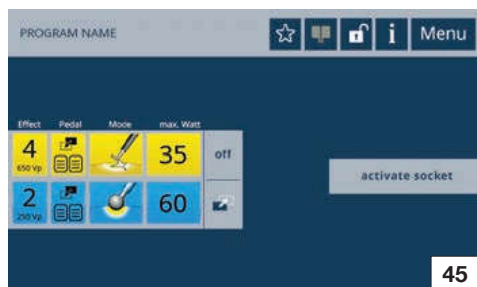 PROGRAM NAME
i
Menu
Effect Pedal Mode max. Watt
4 35 off
650 Vp
activate socket
2 60
250 Vp
45